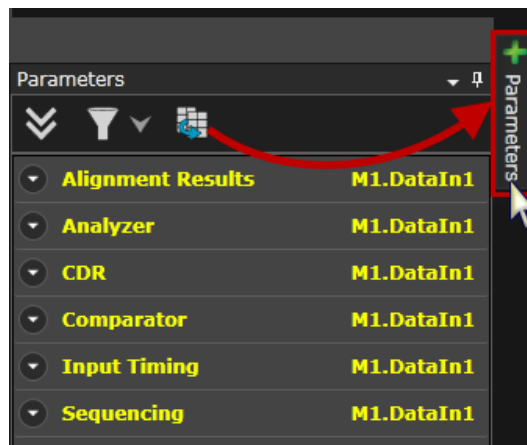 Parameters
Alignment Results M1.DataIn1
Analyzer M1.DataIn1
CDR M1.DataIn1
Comparator M1.DataIn1
Input Timing M1.DataIn1
Sequencing M1.DataIn1
Parameters